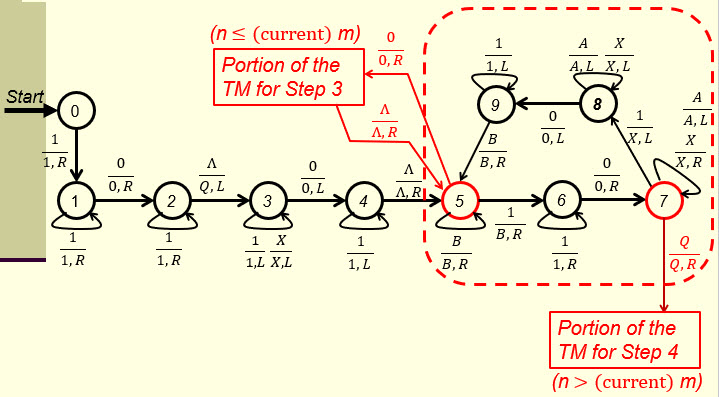 (n ≤ (current) m)
Portion of the
TM for Step 3
0
0, R
Λ
Λ, R
Start
0
1
1, R
1
1
1, R
0
0, R
2
1
1, R
Λ
Q, L
3
1
1,L
X
X,L
0
0, L
4
1
1, L
Λ
Λ, R
5
B
B, R
1
B, R
6
1
1, R
0
0, R
7
X
X, R
A
A, L
1
X, L
8
A
A, L
X
X, L
0
0, L
9
1
1, L
B
B, R
Q
Q, R
Portion of the
TM for Step 4
(n > (current) m)